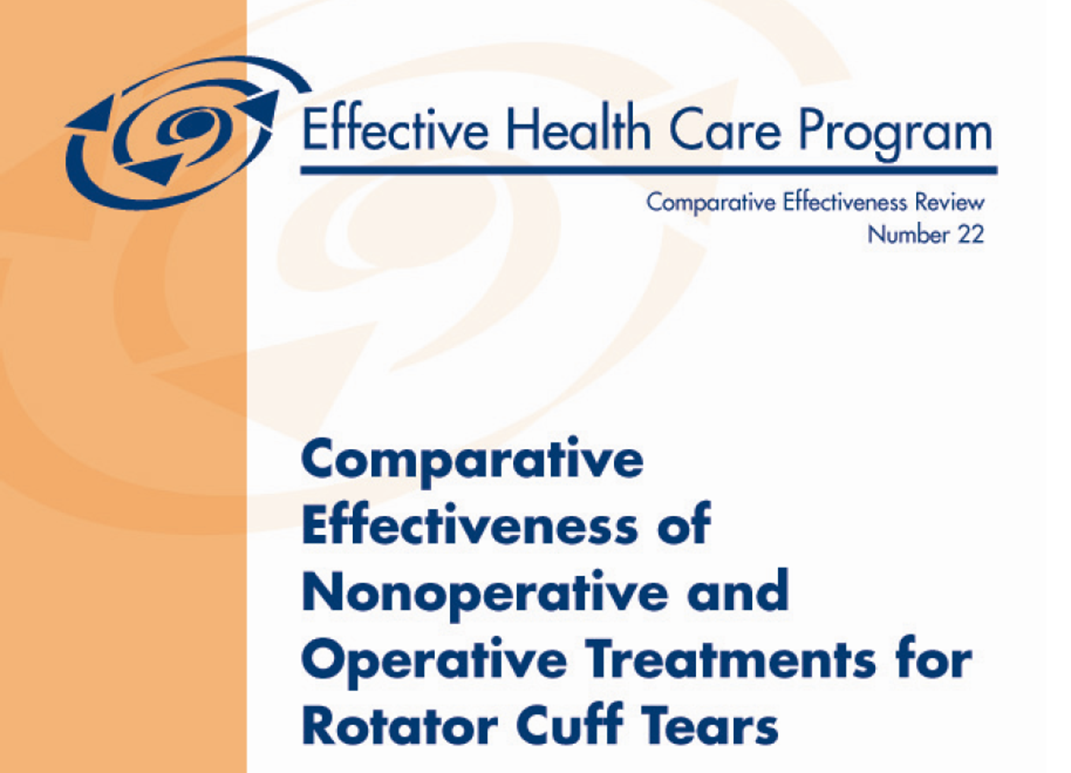 Effective Health Care Program
Comparative Effectiveness Review
Number 22
Comparative
Effectiveness of
Nonoperative and
Operative Treatments for
Rotator Cuff Tears